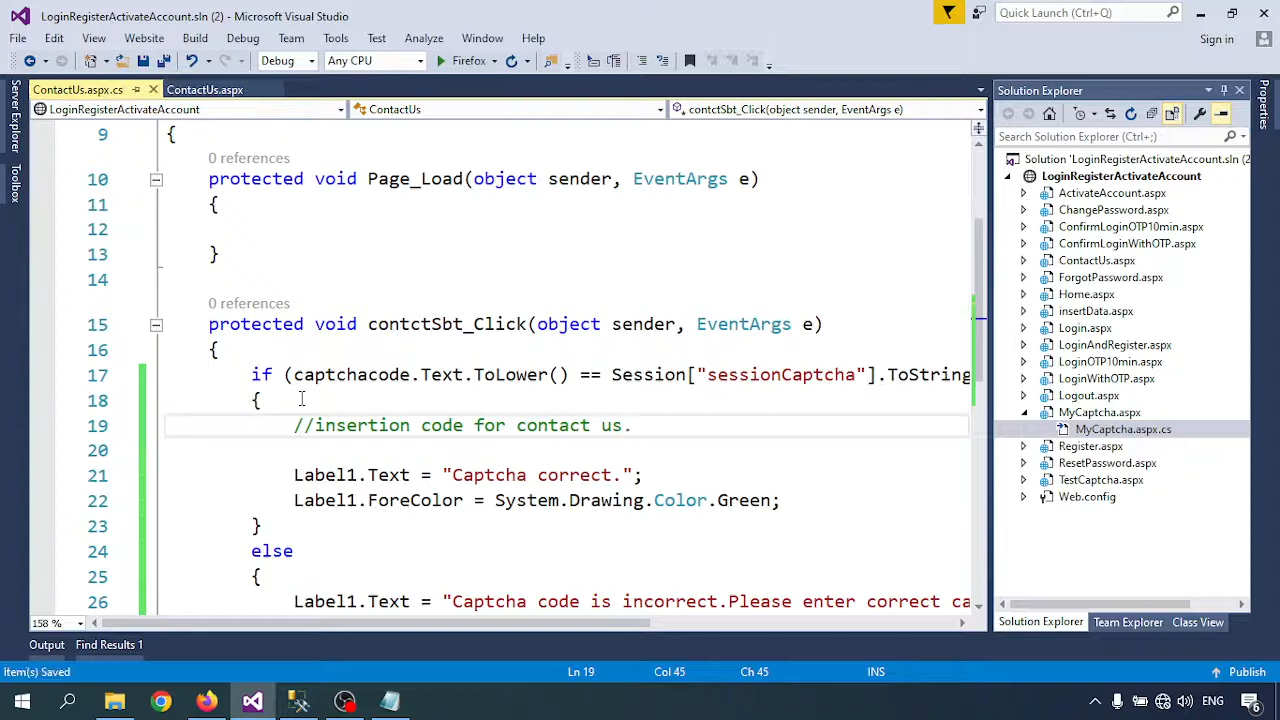 LoginRegisterActivateAccount.sln (2) - Microsoft Visual Studio
Quick Launch (Ctrl+Q)
File Edit View Website Build Debug Team Tools Test Analyze Window Help
Sign in
Debug Any CPU Firefox
ContactUs.aspx.cs ContactUs.aspx
LoginRegisterActivateAccount ContactUs contctSbt_Click(object sender, EventArgs e)
Server Explorer
Toolbox
9 {
0 references
10 protected void Page_Load(object sender, EventArgs e)
11 {
12
13 }
14
0 references
15 protected void contctSbt_Click(object sender, EventArgs e)
16 {
17 if (captchacode.Text.ToLower() == Session["sessionCaptcha"].ToString
18 {
19 //insertion code for contact us.
20
21 Label1.Text = "Captcha correct.";
22 Label1.ForeColor = System.Drawing.Color.Green;
23 }
24 else
25 {
26 Label1.Text = "Captcha code is incorrect.Please enter correct ca
158 %
Solution Explorer
Search Solution Explorer (Ctrl+;)
Solution 'LoginRegisterActivateAccount.sln (2
LoginRegisterActivateAccount
ActivateAccount.aspx
ChangePassword.aspx
ConfirmLoginOTP10min.aspx
ConfirmLoginWithOTP.aspx
ContactUs.aspx
ForgotPassword.aspx
Home.aspx
insertData.aspx
Login.aspx
LoginAndRegister.aspx
LoginOTP10min.aspx
LoginWithOTP.aspx
Logout.aspx
MyCaptcha.aspx
MyCaptcha.aspx.cs
Register.aspx
ResetPassword.aspx
TestCaptcha.aspx
Web.config
Solution Explorer Team Explorer Class View
Properties
Output Find Results 1
Item(s) Saved Ln 19 Col 45 Ch 45 INS Publish
ENG 6